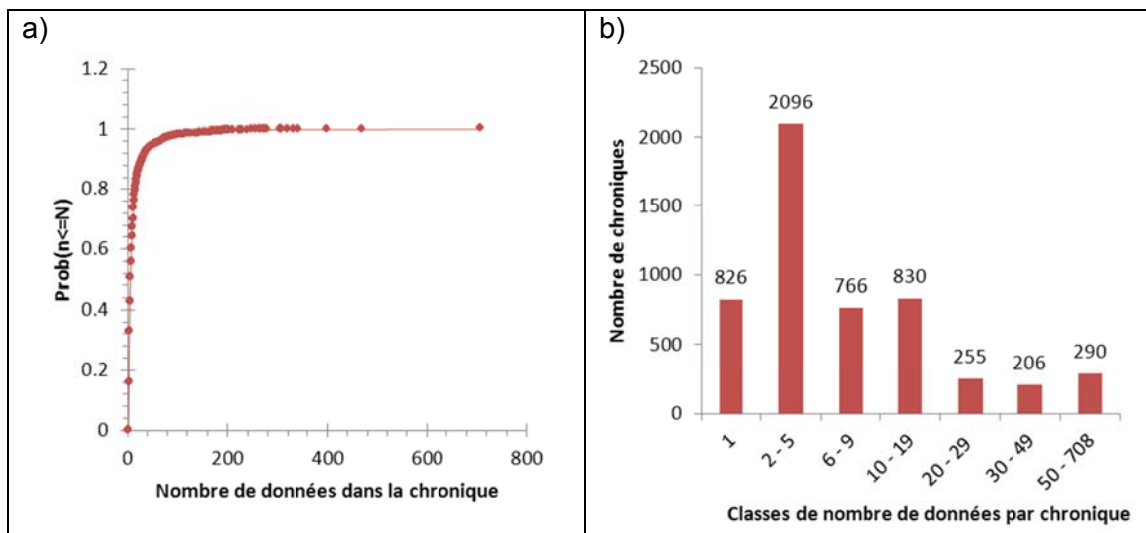 a)
1.2
1
0.8
0.6
0.4
0.2
0
Prob(n<=N)
0
200
400
600
800
Nombre de données dans la chronique
b)
2500
2000
1500
1000
500
0
Nombre de chroniques
826
2096
766
830
255
206
290
1
2 - 5
6 - 9
10 - 19
20 - 29
30 - 49
50 - 708
Classes de nombre de données par chronique